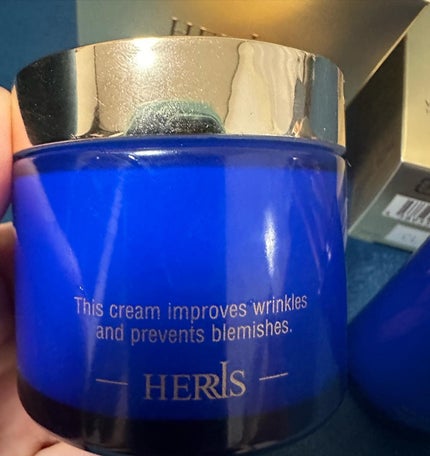 This cream improves wrinkles
and prevents blemishes.
HERRIS